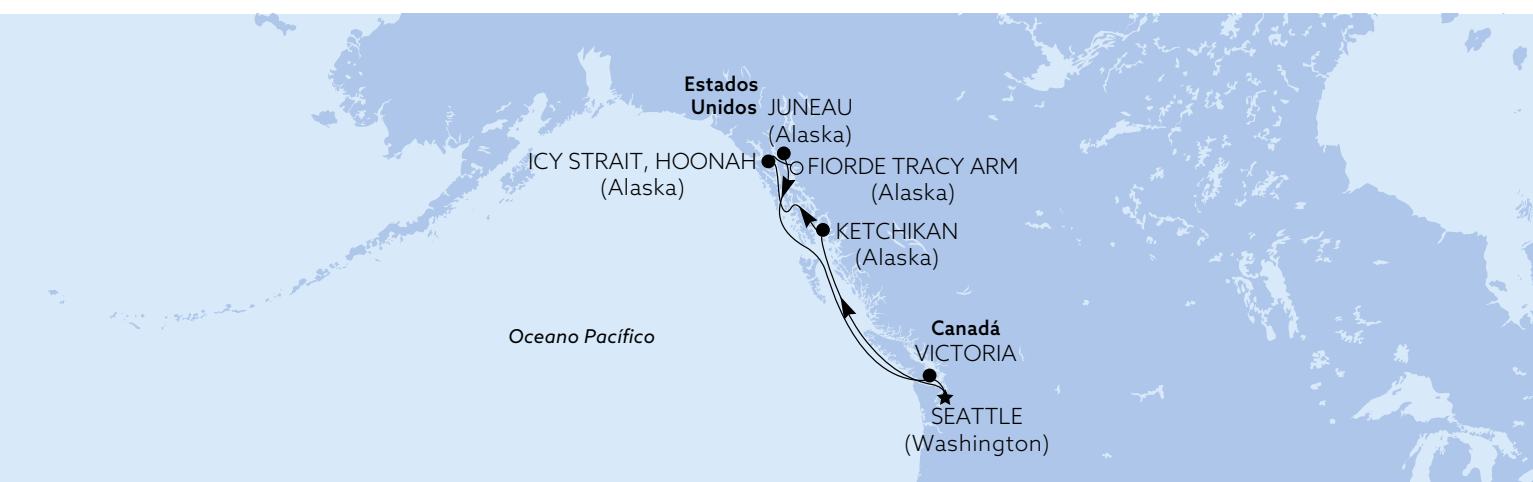 Estados
Unidos
JUNEAU
(Alaska)
ICY STRAIT, HOONAH
(Alaska)
FIORDE TRACY ARM
(Alaska)
KETCHIKAN
(Alaska)
Oceano Pacífico
Canadá
VICTORIA
SEATTLE
(Washington)